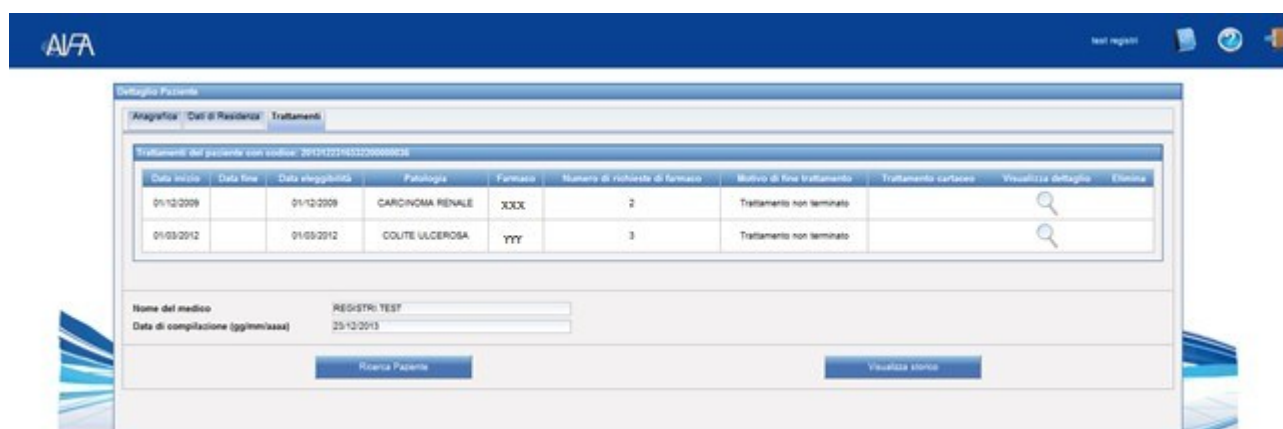 AIFA
test registri
Dettaglio Paziente
Anagrafica Dati di Residenza Trattamenti
Trattamenti del paziente con codice:
Data inizio Data fine Data eleggibilità Patologia Farmaco Numero di richieste di farmaco Motivo di fine trattamento Trattamento cartaceo Visualizza dettaglio Elimina
01/12/2009 01/12/2009 CARCINOMA RENALE XXX 2 Trattamento non terminato
01/03/2012 01/03/2012 COLITE ULCEROSA YYY 3 Trattamento non terminato
Nome del medico REGISTRI TEST
Data di compilazione (gg/mm/aaaa) 23/12/2013
Ricerca Paziente Visualizza storico